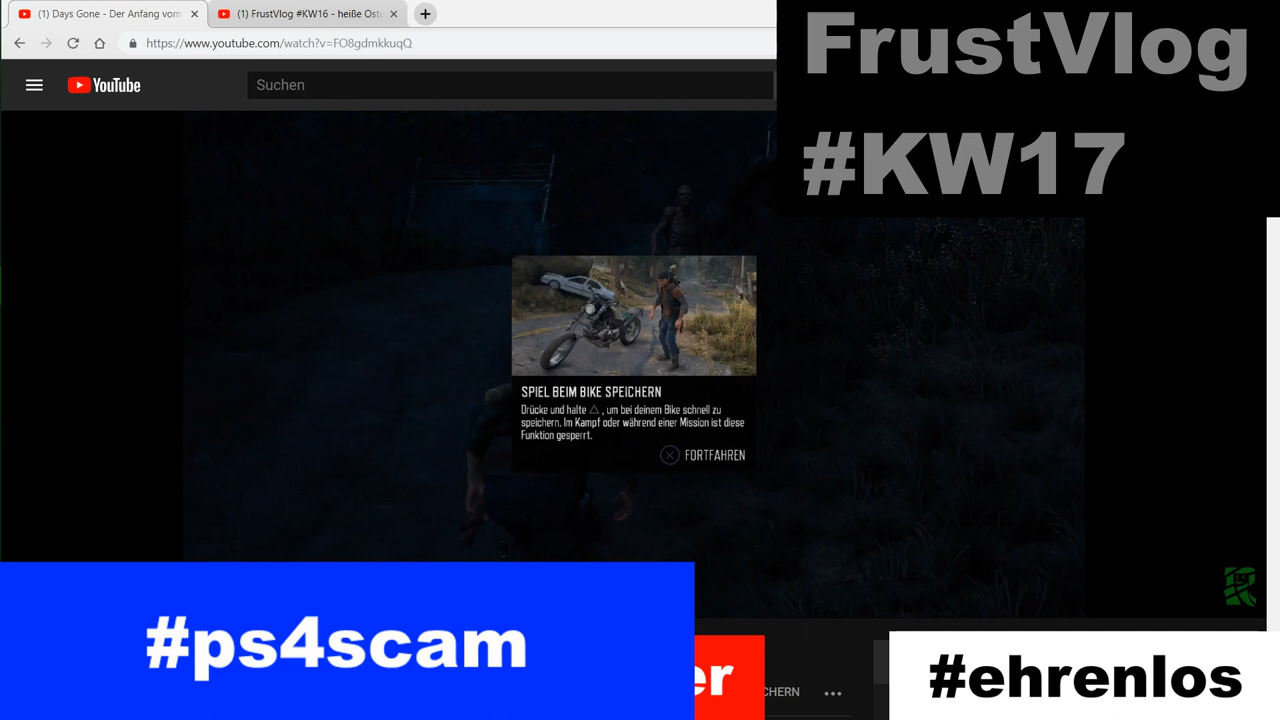 (1) Days Gone - Der Anfang vom
(1) FrustVlog #KW16 - heiße Oste
https://www.youtube.com/watch?v=FO8gdmkkuqQ
YouTube
Suchen
FrustVlog
#KW17
SPIEL BEIM BIKE SPEICHERN
Drücke und halte △, um bei deinem Bike schnell zu
speichern. Im Kampf oder während einer Mission ist diese
Funktion gesperrt.
FORTFAHREN
#ps4scam
er
CHERN
#ehrenlos